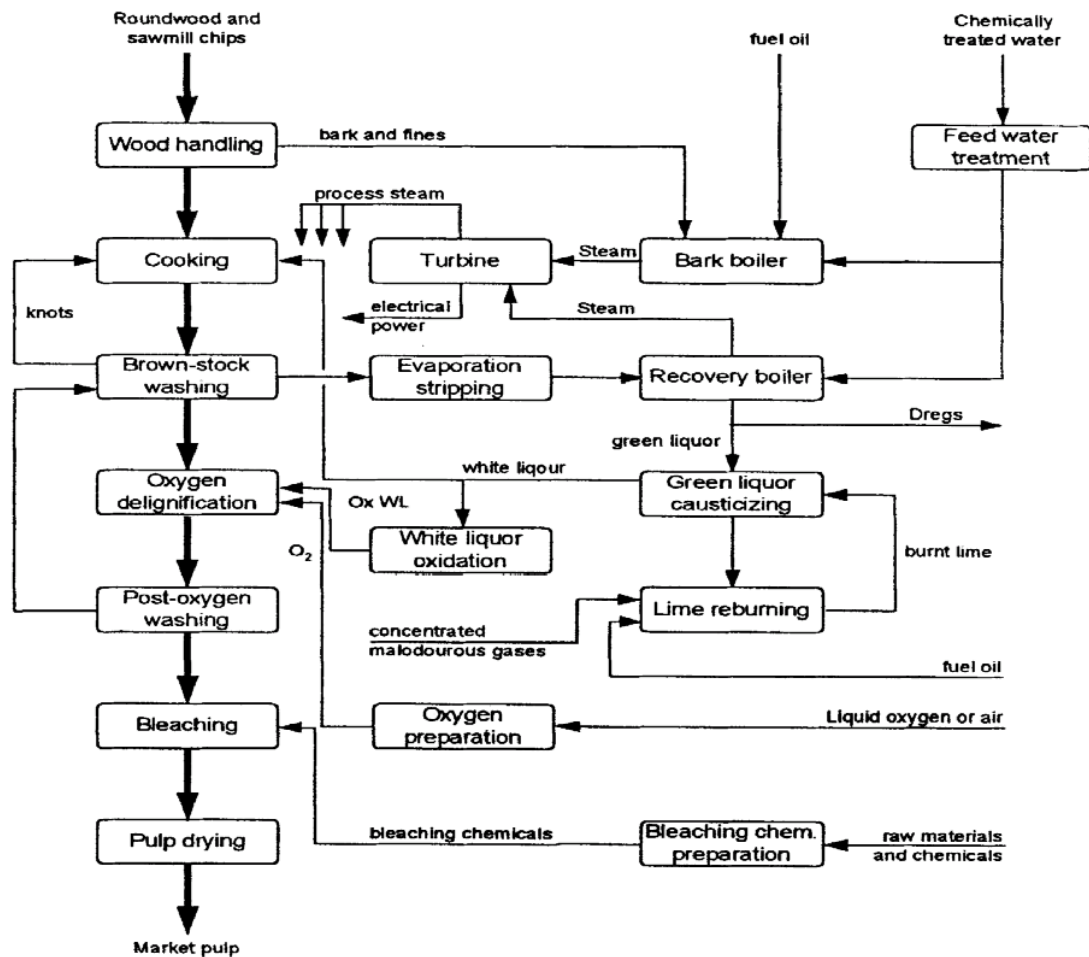 Roundwood and
sawmill chips
fuel oil
Chemically
treated water
Wood handling
bark and fines
Feed water
treatment
process steam
Cooking
Turbine
Steam
Bark boiler
knots
electrical
power
Steam
Brown-stock
washing
Evaporation
stripping
Recovery boiler
Dregs
green liquor
Oxygen
delignification
white liqour
Green liquor
causticizing
Ox WL
O₂
White liquor
oxidation
burnt lime
Post-oxygen
washing
Lime reburning
concentrated
malodourous gases
fuel oil
Bleaching
Oxygen
preparation
Liquid oxygen or air
Pulp drying
bleaching chemicals
Bleaching chem.
preparation
raw materials
and chemicals
Market pulp